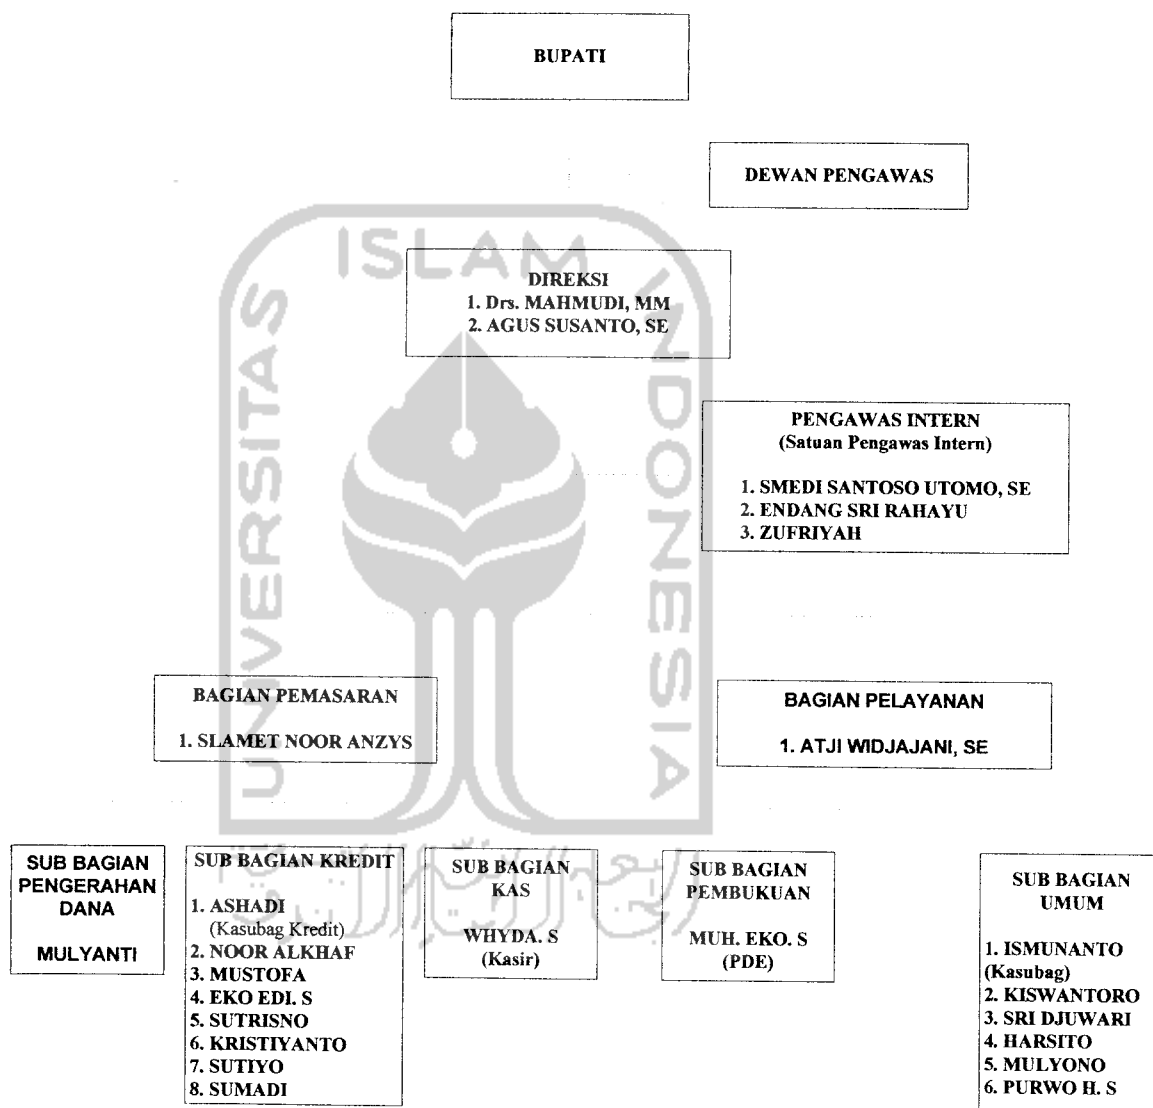 BUPATI
DEWAN PENGAWAS
UNIVERSITAS
ISLAM
INDONESIA
DIREKSI
1. Drs. MAHMUDI, MM
2. AGUS SUSANTO, SE
PENGAWAS INTERN
(Satuan Pengawas Intern)
1. SMEDI SANTOSO UTOMO, SE
2. ENDANG SRI RAHAYU
3. ZUFRIYAH
BAGIAN PEMASARAN
1. SLAMET NOOR ANZYS
BAGIAN PELAYANAN
1. ATJI WIDJAJANI, SE
SUB BAGIAN
PENGERAHAN
DANA
MULYANTI
SUB BAGIAN KREDIT
1. ASHADI
(Kasubag Kredit)
2. NOOR ALKHAF
3. MUSTOFA
4. EKO EDI. S
5. SUTRISNO
6. KRISTIYANTO
7. SUTIYO
8. SUMADI
SUB BAGIAN
KAS
WHYDA. S
(Kasir)
SUB BAGIAN
PEMBUKUAN
MUH. EKO. S
(PDE)
SUB BAGIAN
UMUM
1. ISMUNANTO
(Kasubag)
2. KISWANTORO
3. SRI DJUWARI
4. HARSITO
5. MULYONO
6. PURWO H. S